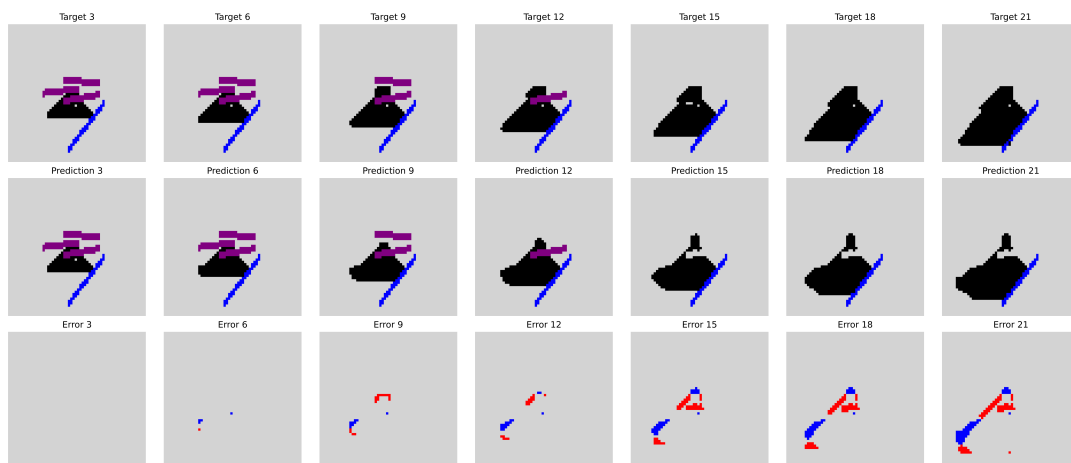 Target 3 Target 6 Target 9 Target 12 Target 15 Target 18 Target 21
Prediction 3 Prediction 6 Prediction 9 Prediction 12 Prediction 15 Prediction 18 Prediction 21
Error 3 Error 6 Error 9 Error 12 Error 15 Error 18 Error 21